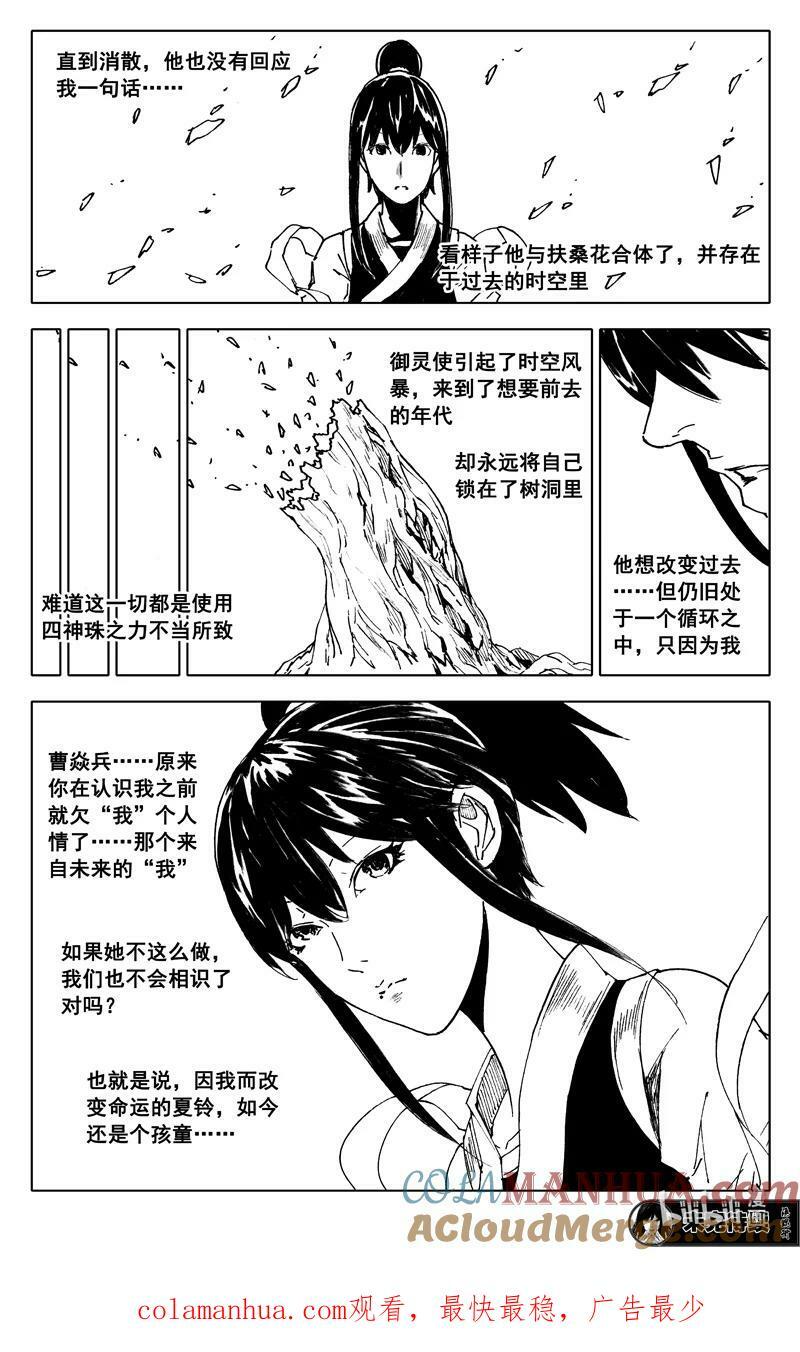 直到消散，他也没有回应
我一句话……
看样子他与扶桑花合体了，并存在
于过去的时空里
御灵使引起了时空风
暴，来到了想要前去
的年代
却永远将自己
锁在了树洞里
难道这一切都是使用
四神珠之力不当所致
他想改变过去
……但仍旧处
于一个循环之
中，只因为我
曹焱兵……原来
你在认识我之前
就欠“我”个人
情了……那个来
自未来的“我”
如果她不这么做，
我们也不会相识了
对吗？
也就是说，因我而改
变命运的夏铃，如今
还是个孩童……
COLAMANHUA.COM
ACloudMerge.com
colamanhua.com观看，最快最稳，广告最少